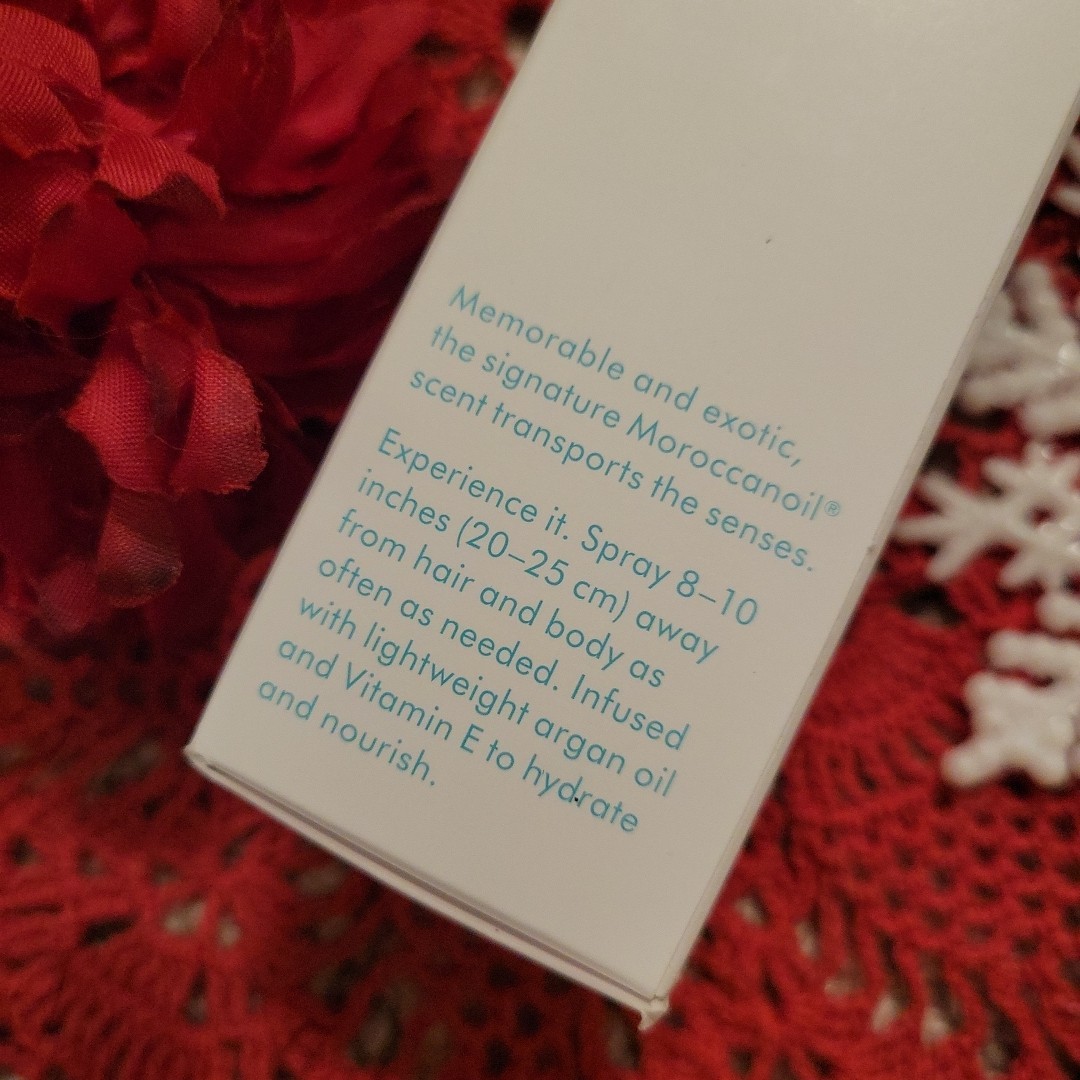 Memorable and exotic,
the signature Moroccanoil®
scent transports the senses.
Experience it. Spray 8–10
inches (20–25 cm) away
from hair and body as
often as needed. Infused
with lightweight argan oil
and Vitamin E to hydrate
and nourish.